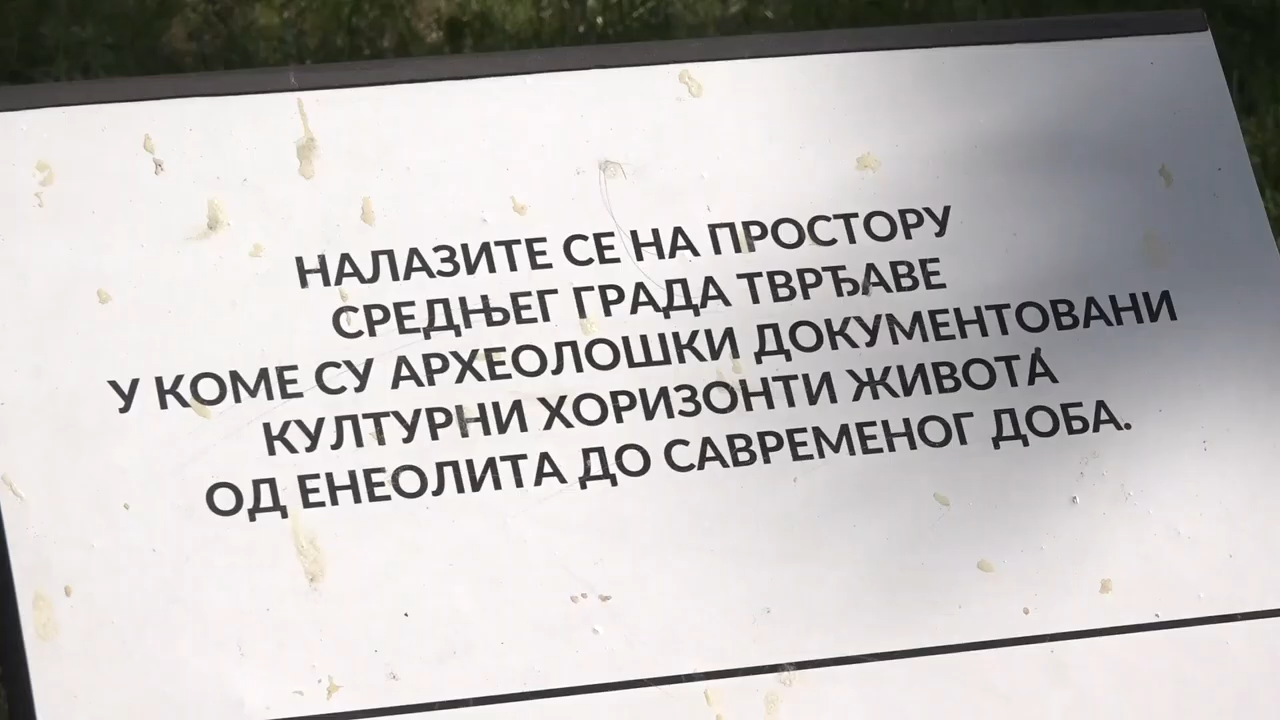 НАЛАЗИТЕ СЕ НА ПРОСТОРУ
СРЕДЊЕГ ГРАДА ТВРЂАВЕ
У КОМЕ СУ АРХЕОЛОШКИ ДОКУМЕНТОВАНИ
КУЛТУРНИ ХОРИЗОНТИ ЖИВОТА
ОД ЕНЕОЛИТА ДО САВРЕМЕНОГ ДОБА.